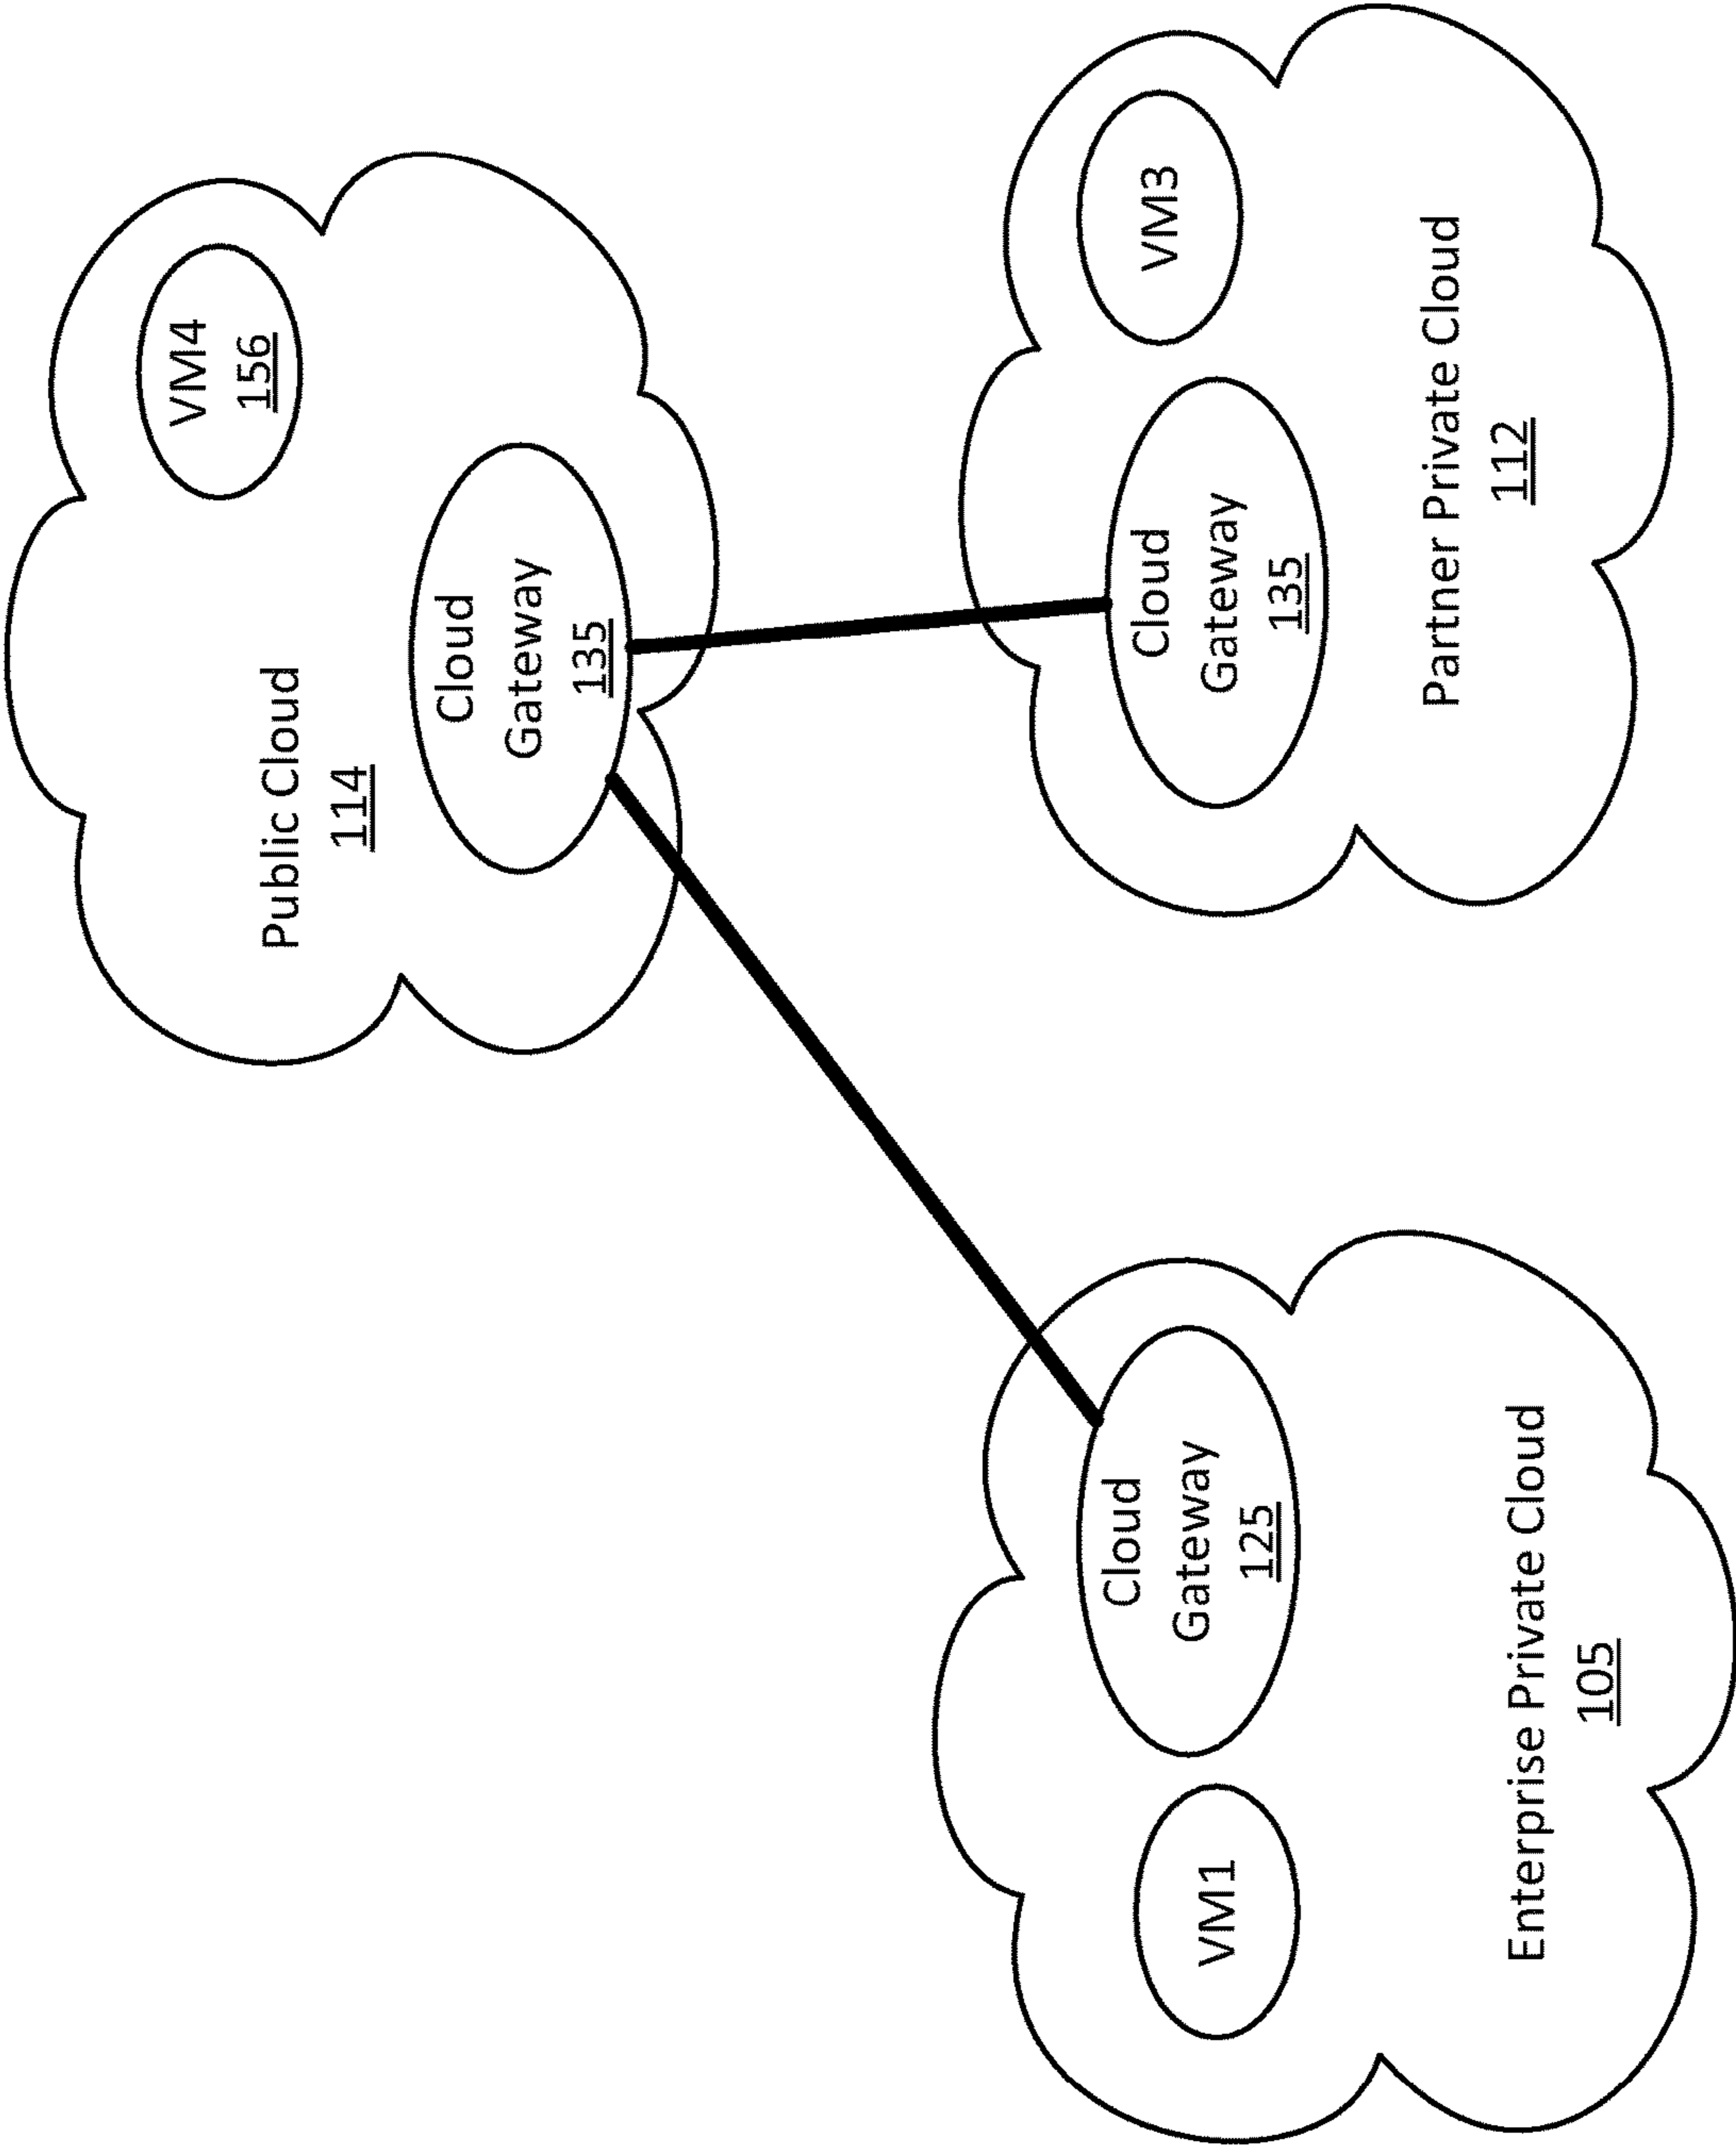 Public Cloud
114
VM4
156
Cloud
Gateway
135
VM1
Cloud
Gateway
125
Enterprise Private Cloud
105
Cloud
Gateway
135
VM3
Partner Private Cloud
112